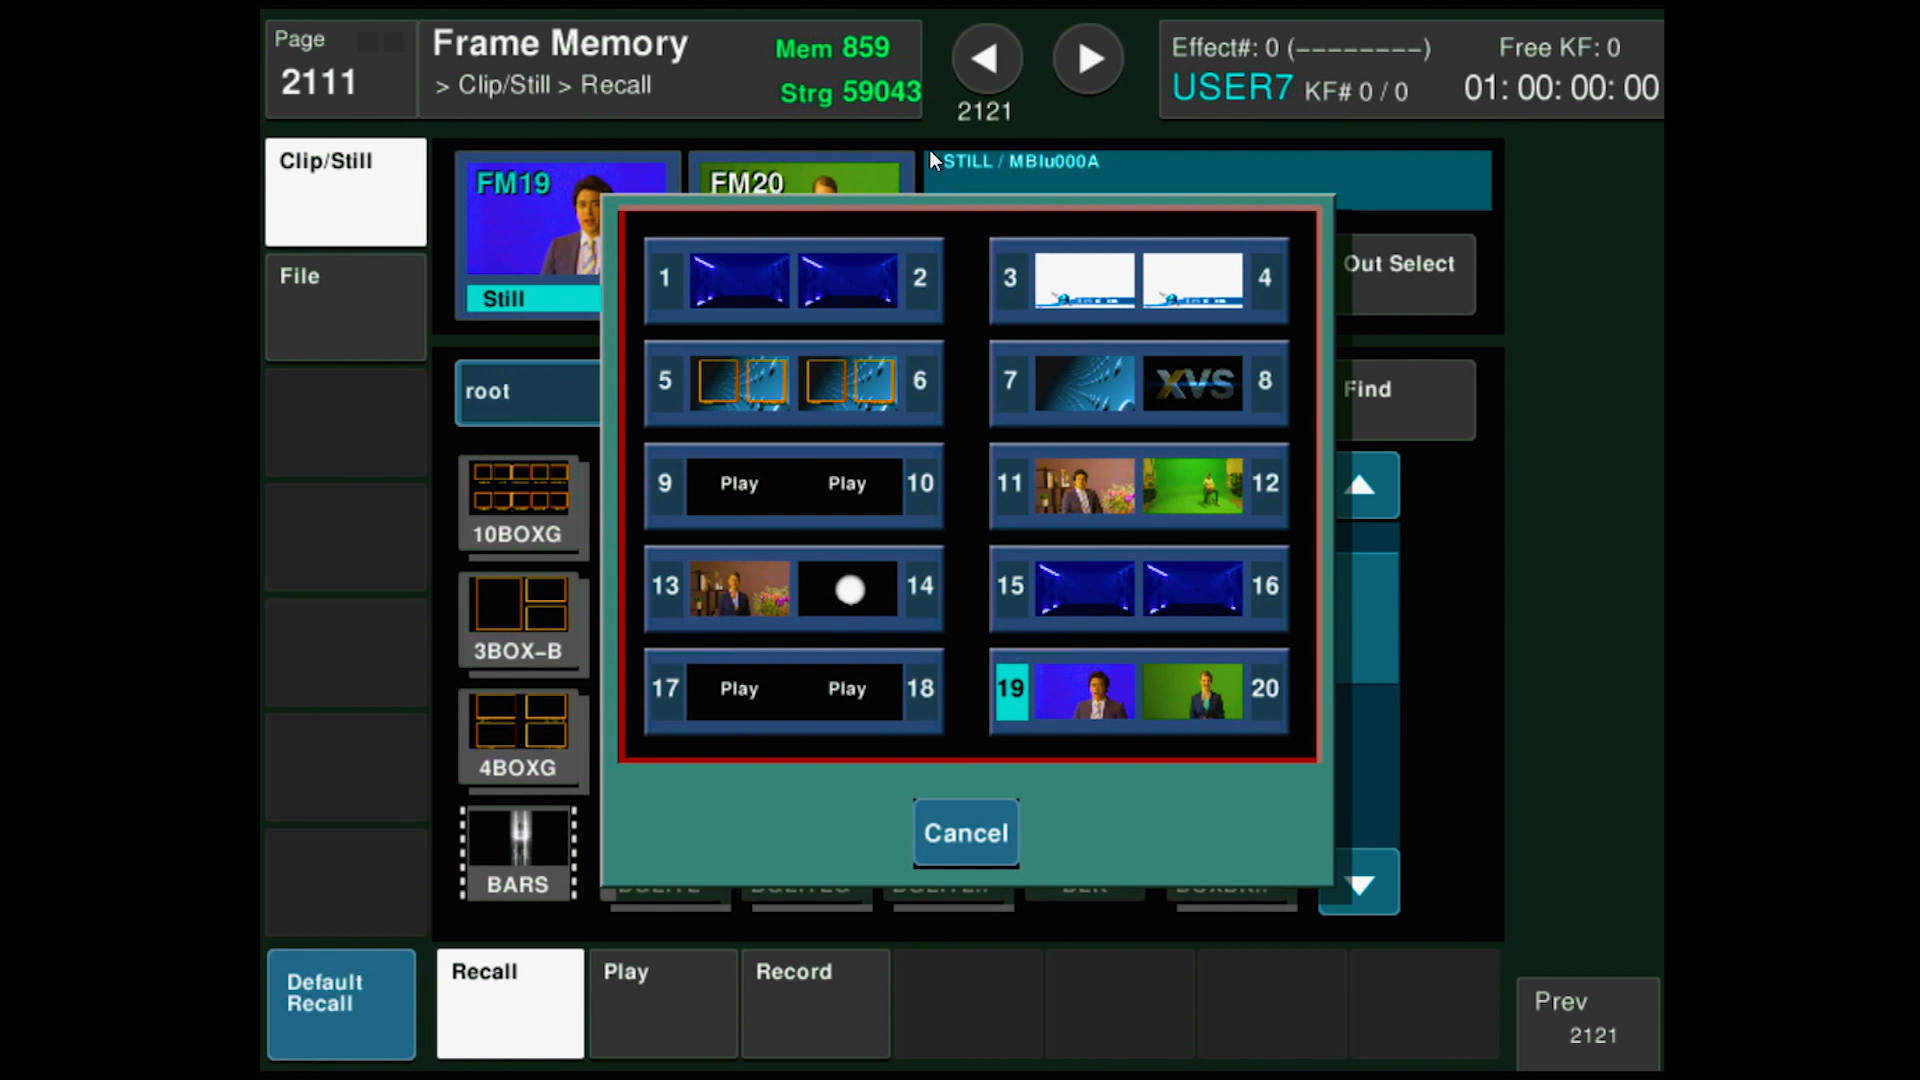 Page
2111
Frame Memory
> Clip/Still > Recall
Mem 859
Strg 59043
2121
Effect#: 0 (--------)
Free KF: 0
USER7 KF# 0 / 0
01: 00: 00: 00
Clip/Still
File
FM19
Still
FM20
STILL / MBIu000A
Out Select
root
Find
1 2 3 4
5 6 7 XVS 8
9 Play Play 10 11 12
13 14 15 16
17 Play Play 18 19 20
10BOXG
3BOX-B
4BOXG
BARS
Cancel
Default
Recall
Recall
Play
Record
Prev
2121